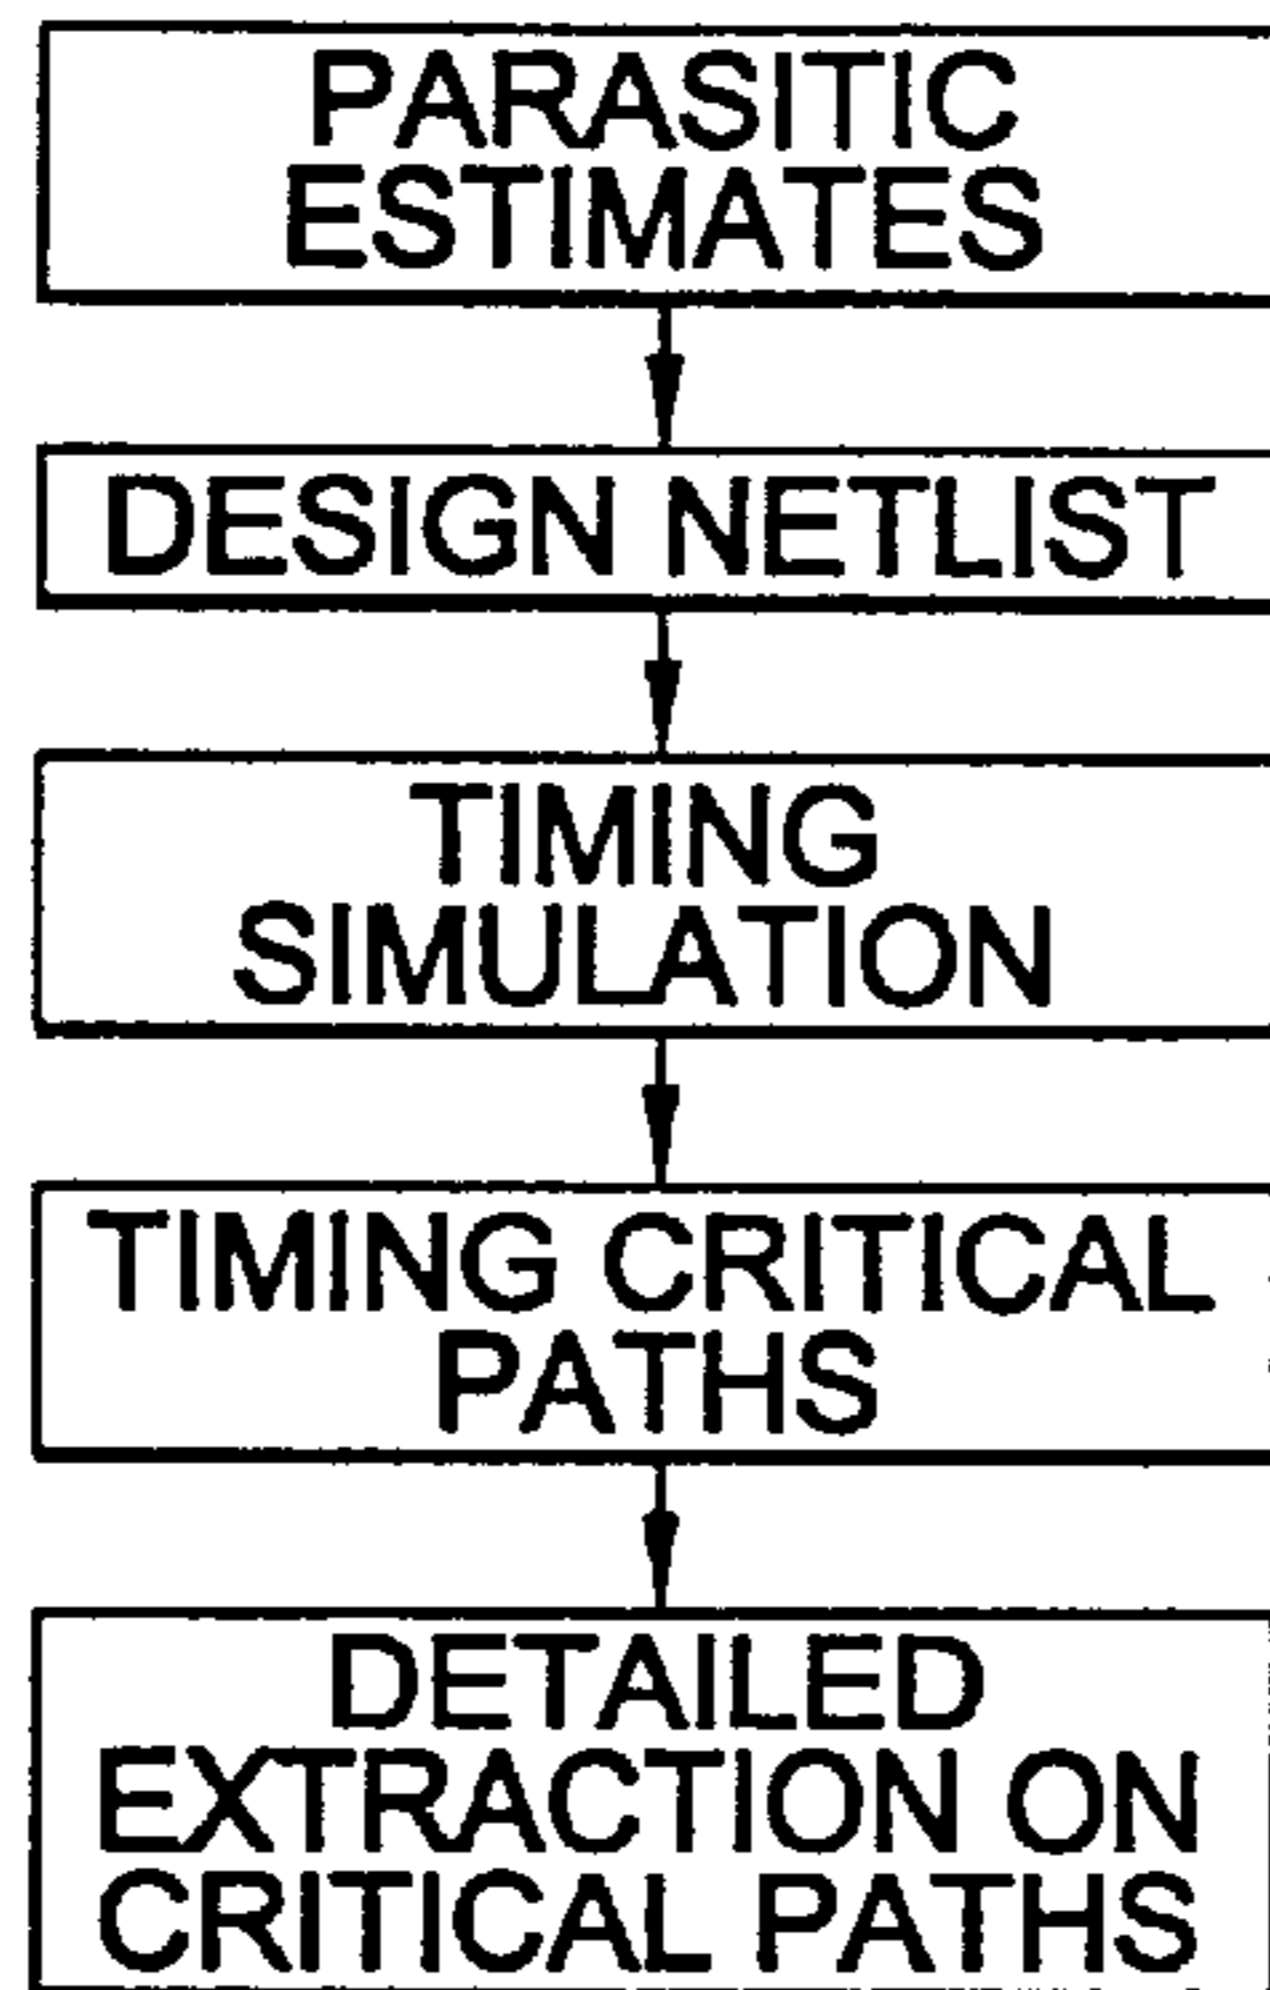 PARASITIC
ESTIMATES
DESIGN NETLIST
TIMING
SIMULATION
TIMING CRITICAL
PATHS
DETAILED
EXTRACTION ON
CRITICAL PATHS